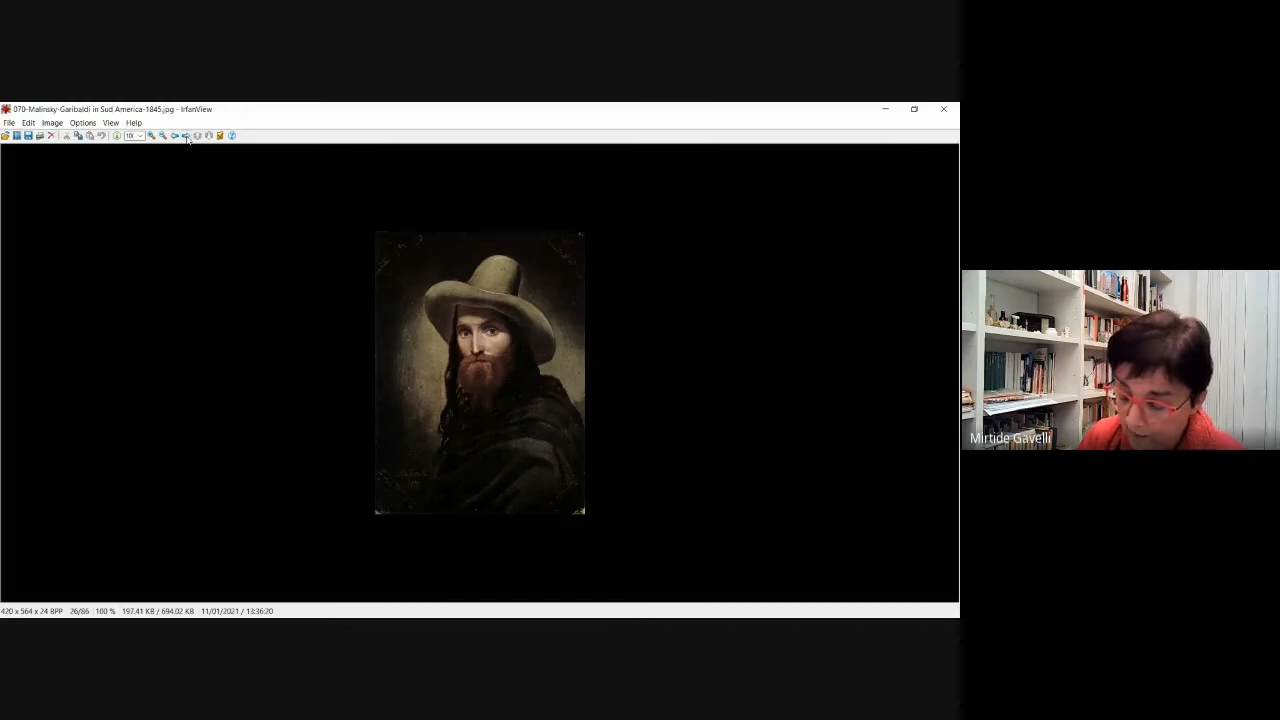 070-Malinsky-Garibaldi in Sud America-1845.jpg - IrfanView
File Edit Image Options View Help
Mirtide Gavelli
420 x 564 x 24 BPP 26/86 100 % 197.41 KB / 694.02 KB 11/01/2021 / 13:36:20